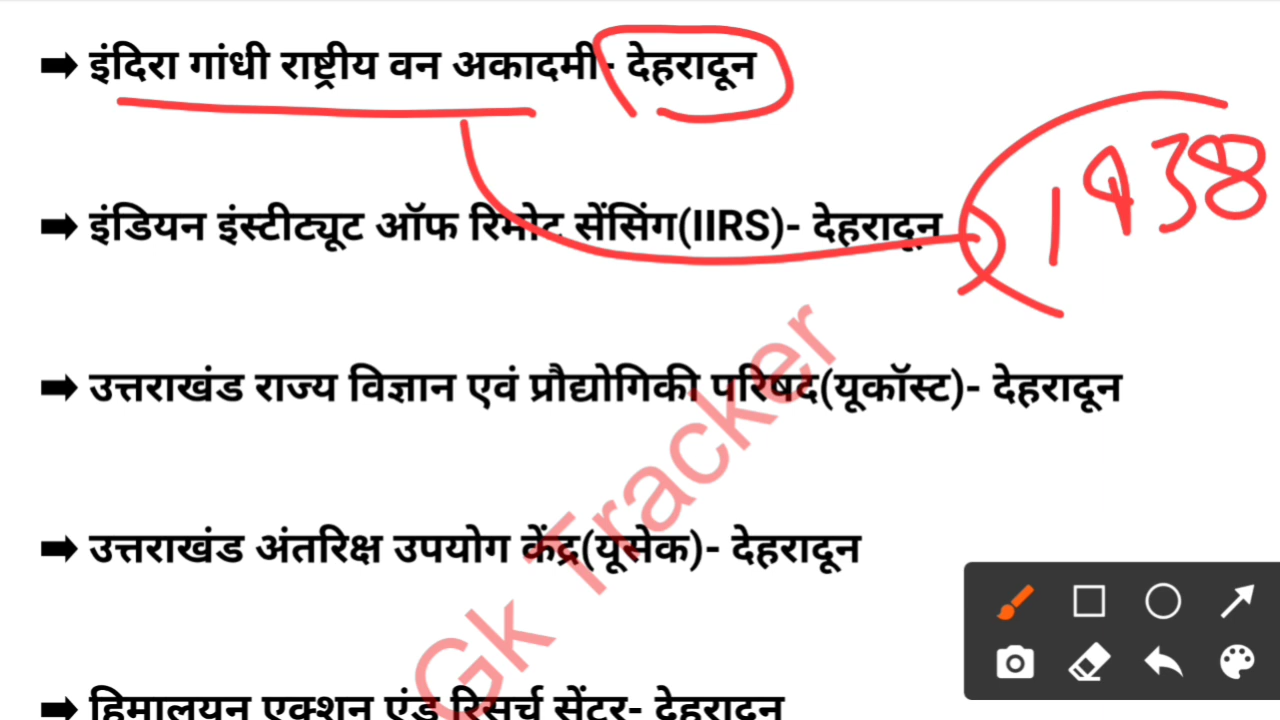 ➡ इंदिरा गांधी राष्ट्रीय वन अकादमी- देहरादून
1938
➡ इंडियन इंस्टीट्यूट ऑफ रिमोट सेंसिंग(IIRS)- देहरादून
➡ उत्तराखंड राज्य विज्ञान एवं प्रौद्योगिकी परिषद(यूकॉस्ट)- देहरादून
➡ उत्तराखंड अंतरिक्ष उपयोग केंद्र(यूसेक)- देहरादून
➡ हिमालयन एक्शन एंड रिसर्च सेंटर- देहरादून
Gk Tracker